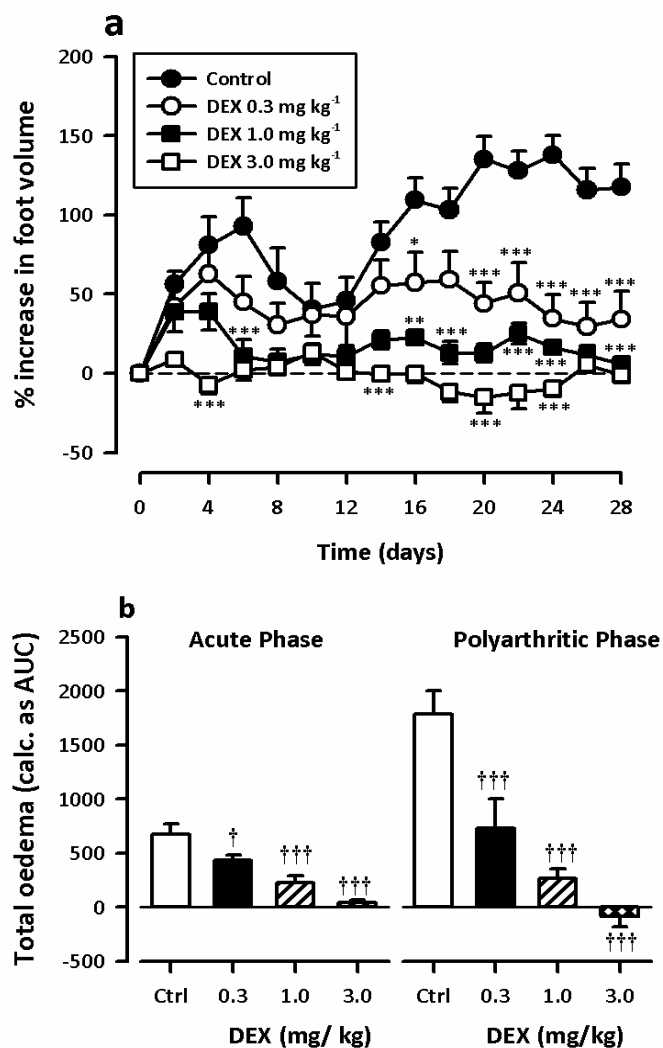 a
200
150
100
50
0
-50
% increase in foot volume
Control
DEX 0.3 mg kg⁻¹
DEX 1.0 mg kg⁻¹
DEX 3.0 mg kg⁻¹
*
***
***
***
***
***
***
**
***
***
***
***
***
***
***
***
0 4 8 12 16 20 24 28
Time (days)
b
2500
2000
1500
1000
500
0
-500
Total oedema (calc. as AUC)
Acute Phase
Polyarthritic Phase
†
†††
†††
†††
†††
†††
Ctrl 0.3 1.0 3.0
Ctrl 0.3 1.0 3.0
DEX (mg/ kg)
DEX (mg/ kg)